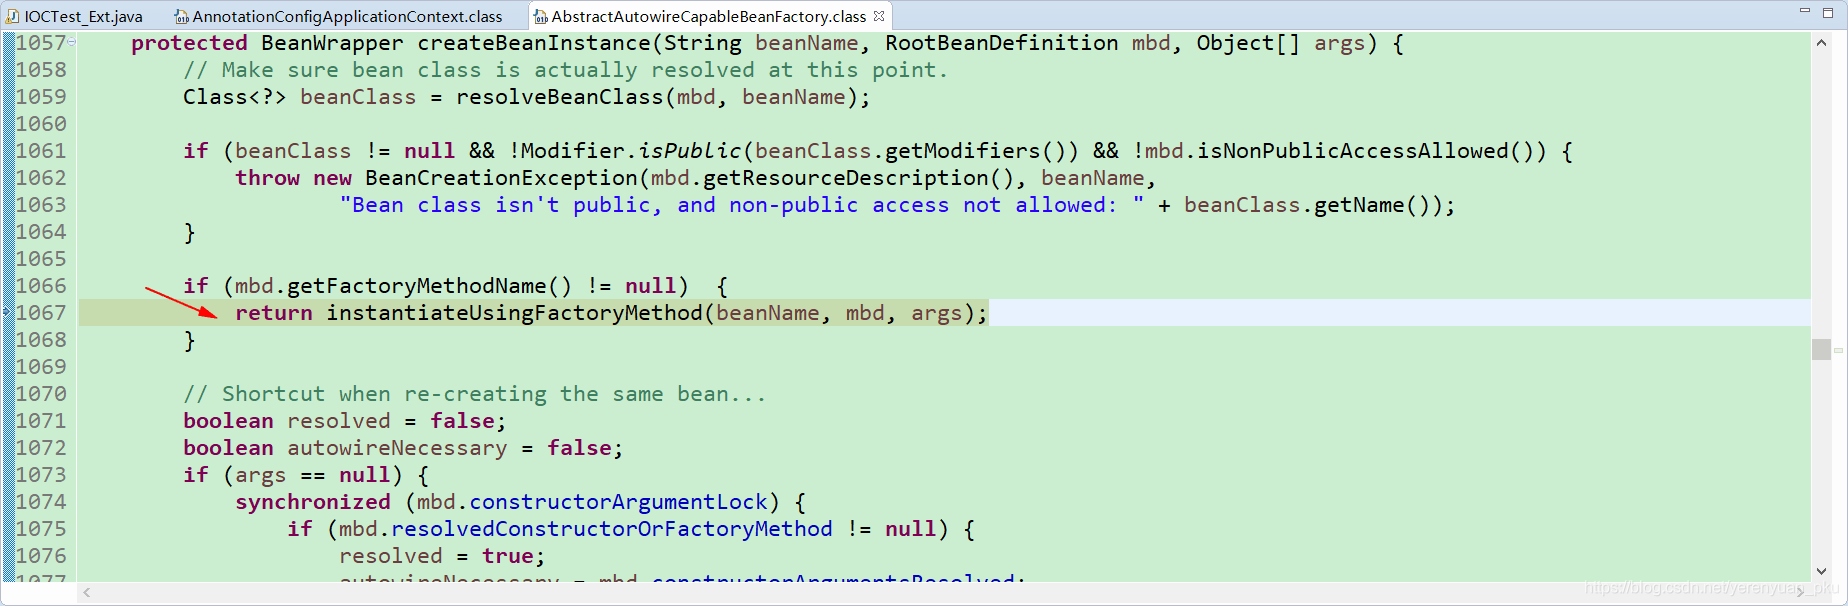 IOCTest_Ext.java AnnotationConfigApplicationContext.class AbstractAutowireCapableBeanFactory.class
1057 protected BeanWrapper createBeanInstance(String beanName, RootBeanDefinition mbd, Object[] args) {
1058 // Make sure bean class is actually resolved at this point.
1059 Class<?> beanClass = resolveBeanClass(mbd, beanName);
1060
1061 if (beanClass != null && !Modifier.isPublic(beanClass.getModifiers()) && !mbd.isNonPublicAccessAllowed()) {
1062 throw new BeanCreationException(mbd.getResourceDescription(), beanName,
1063 "Bean class isn't public, and non-public access not allowed: " + beanClass.getName());
1064 }
1065
1066 if (mbd.getFactoryMethodName() != null)  {
1067 return instantiateUsingFactoryMethod(beanName, mbd, args);
1068 }
1069
1070 // Shortcut when re-creating the same bean...
1071 boolean resolved = false;
1072 boolean autowireNecessary = false;
1073 if (args == null) {
1074 synchronized (mbd.constructorArgumentLock) {
1075 if (mbd.resolvedConstructorOrFactoryMethod != null) {
1076 resolved = true;
1077 autowireNecessary = mbd.constructorArgumentsResolved;
https://blog.csdn.net/yerenyuan_pku